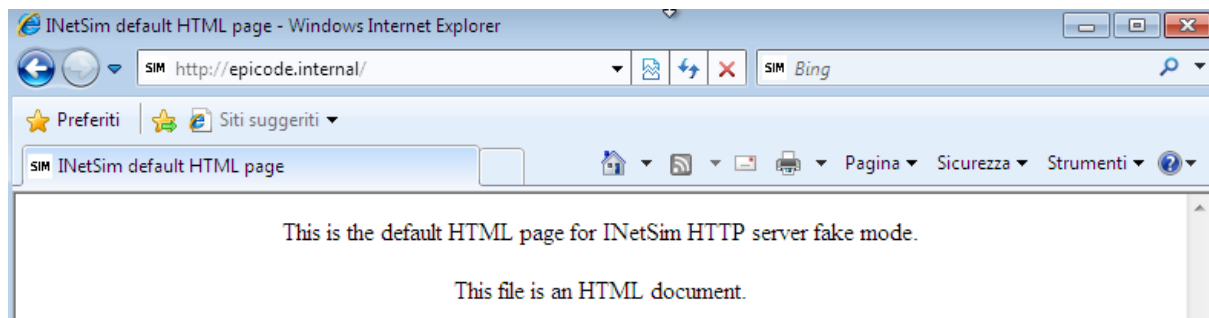 INetSim default HTML page - Windows Internet Explorer
SIM http://epicode.internal/ SIM Bing
Preferiti Siti suggeriti
SIM INetSim default HTML page Pagina Sicurezza Strumenti
This is the default HTML page for INetSim HTTP server fake mode.
This file is an HTML document.